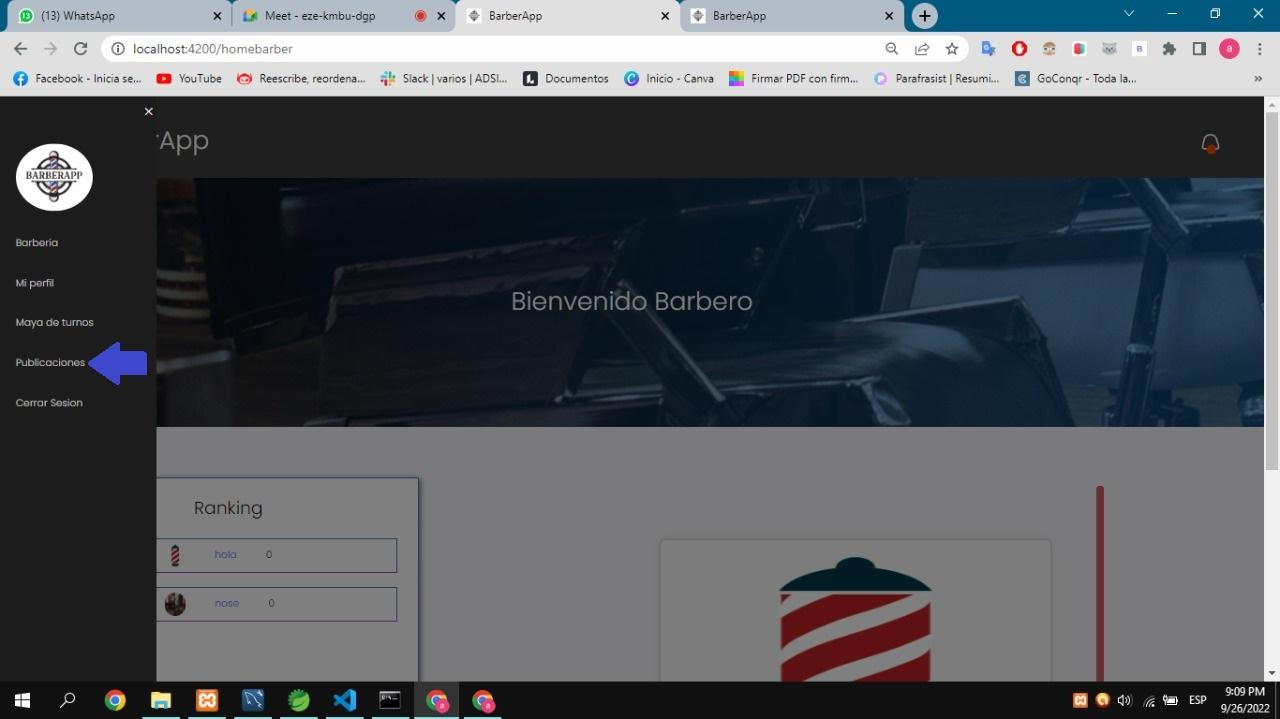 (13) WhatsApp
Meet - eze-kmbu-dgp
BarberApp
BarberApp
localhost:4200/homebarber
a
Facebook - Inicia se...
YouTube
Reescribe, reordena...
Slack | varios | ADSI...
Documentos
Inicio - Canva
Firmar PDF con firm...
Parafrasist | Resumi...
GoConqr - Toda la...
»
rApp
BARBERAPP
Barberia
Mi perfil
Maya de turnos
Publicaciones
Cerrar Sesion
Bienvenido Barbero
Ranking
hola 0
nose 0
ESP
9:09 PM
9/26/2022